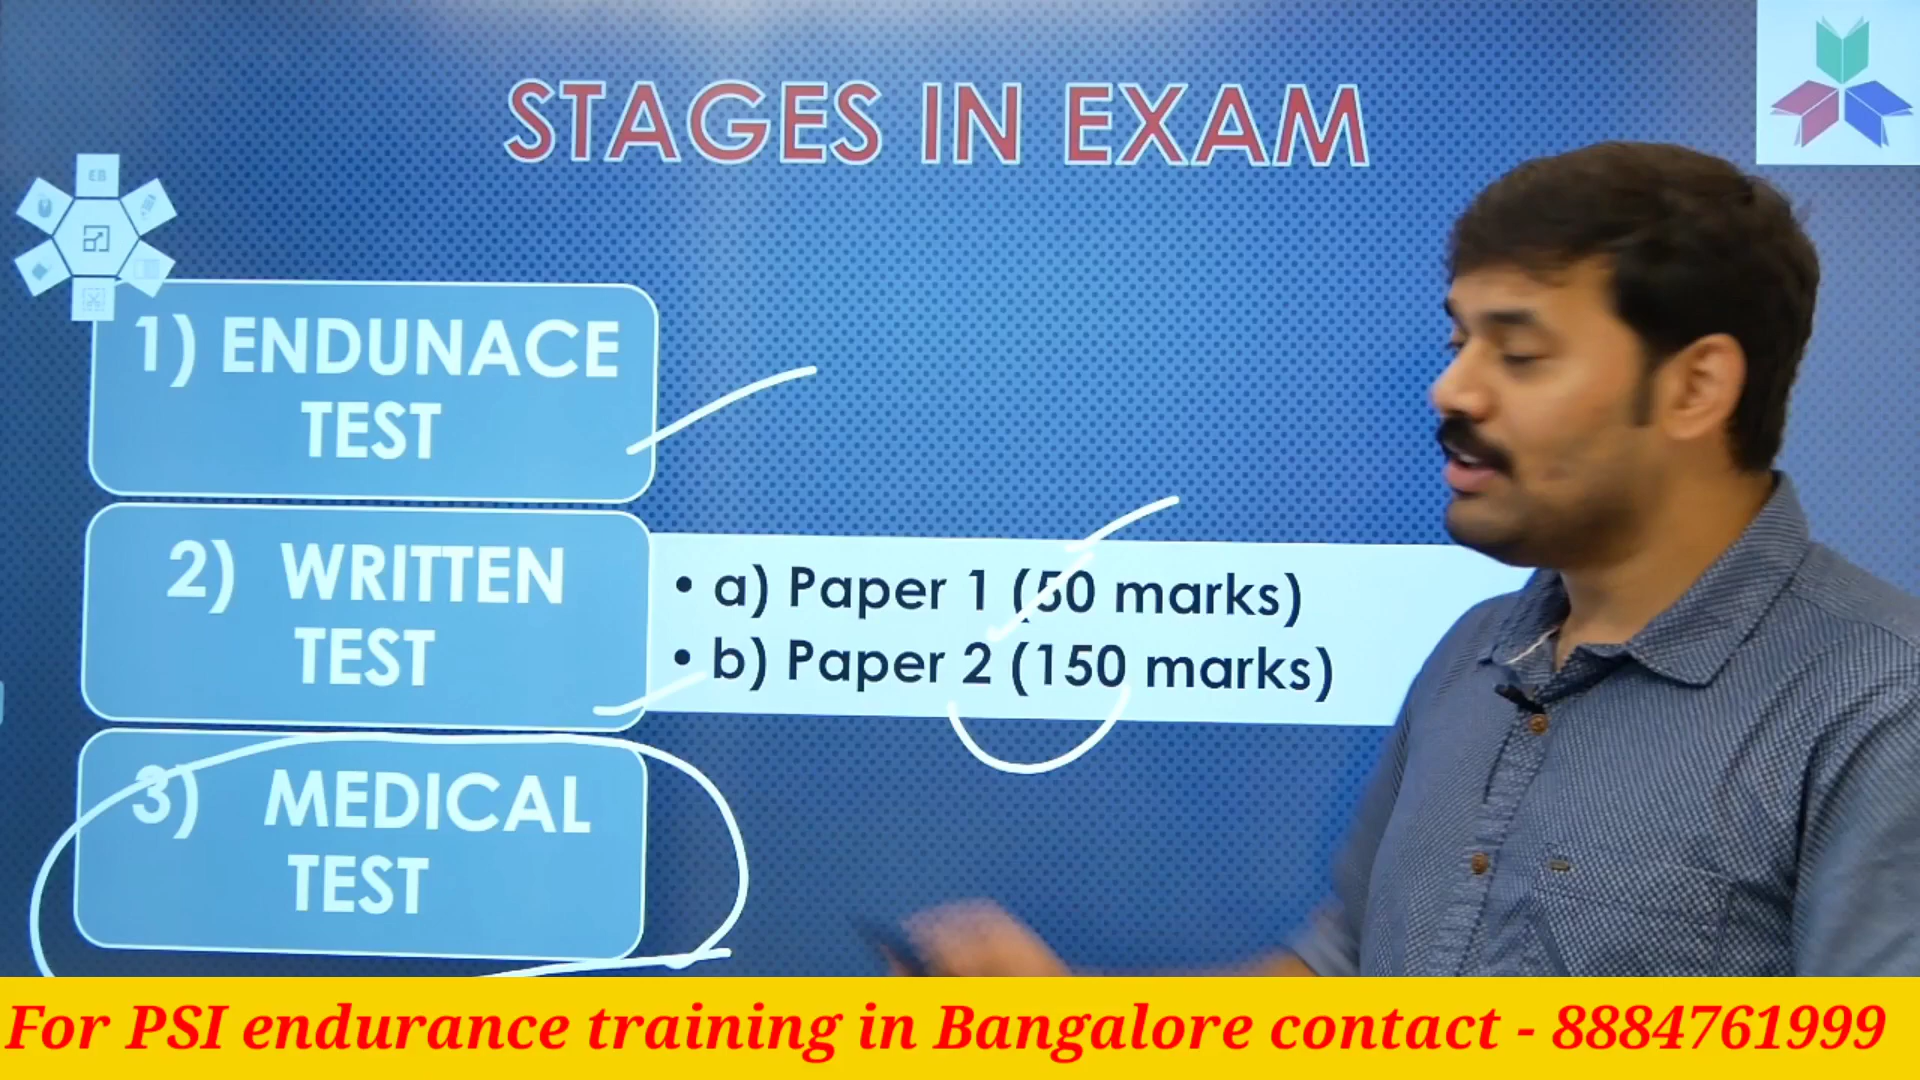 STAGES IN EXAM
EB
1) ENDUNACE
TEST
2) WRITTEN
TEST
• a) Paper 1 (50 marks)
• b) Paper 2 (150 marks)
3) MEDICAL
TEST
For PSI endurance training in Bangalore contact - 8884761999